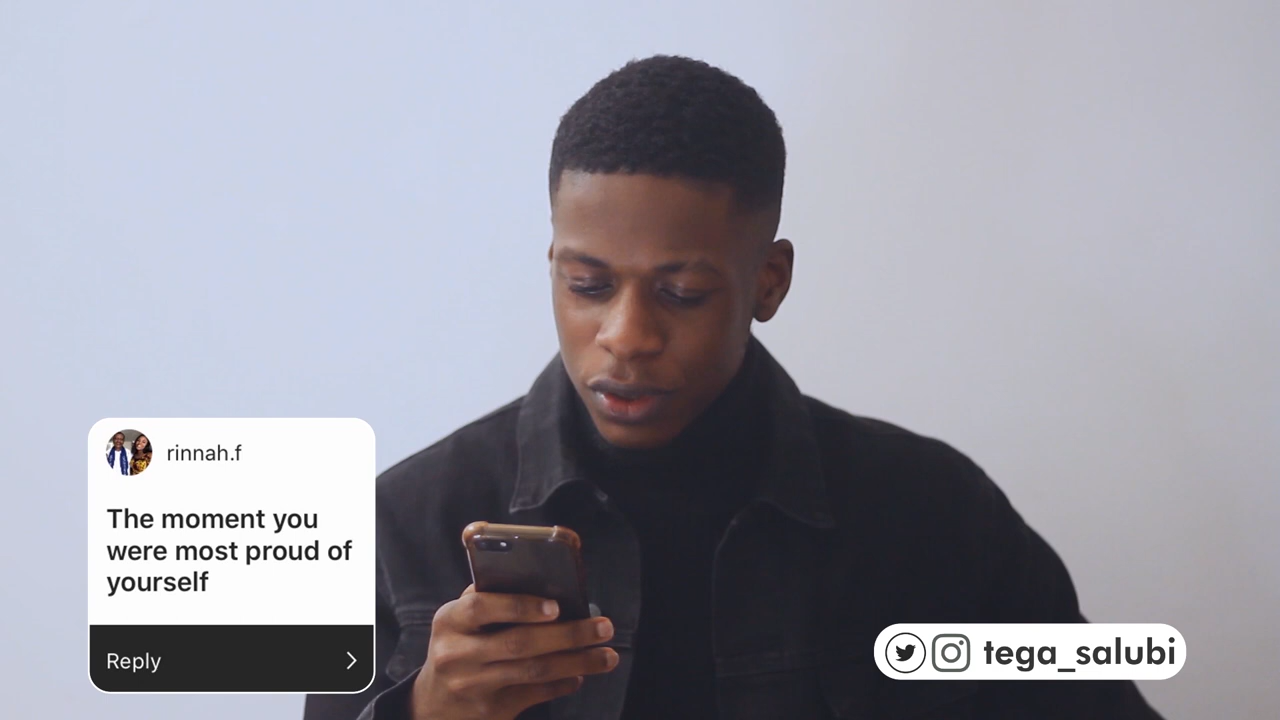 rinnah.f
The moment you
were most proud of
yourself
Reply
tega_salubi